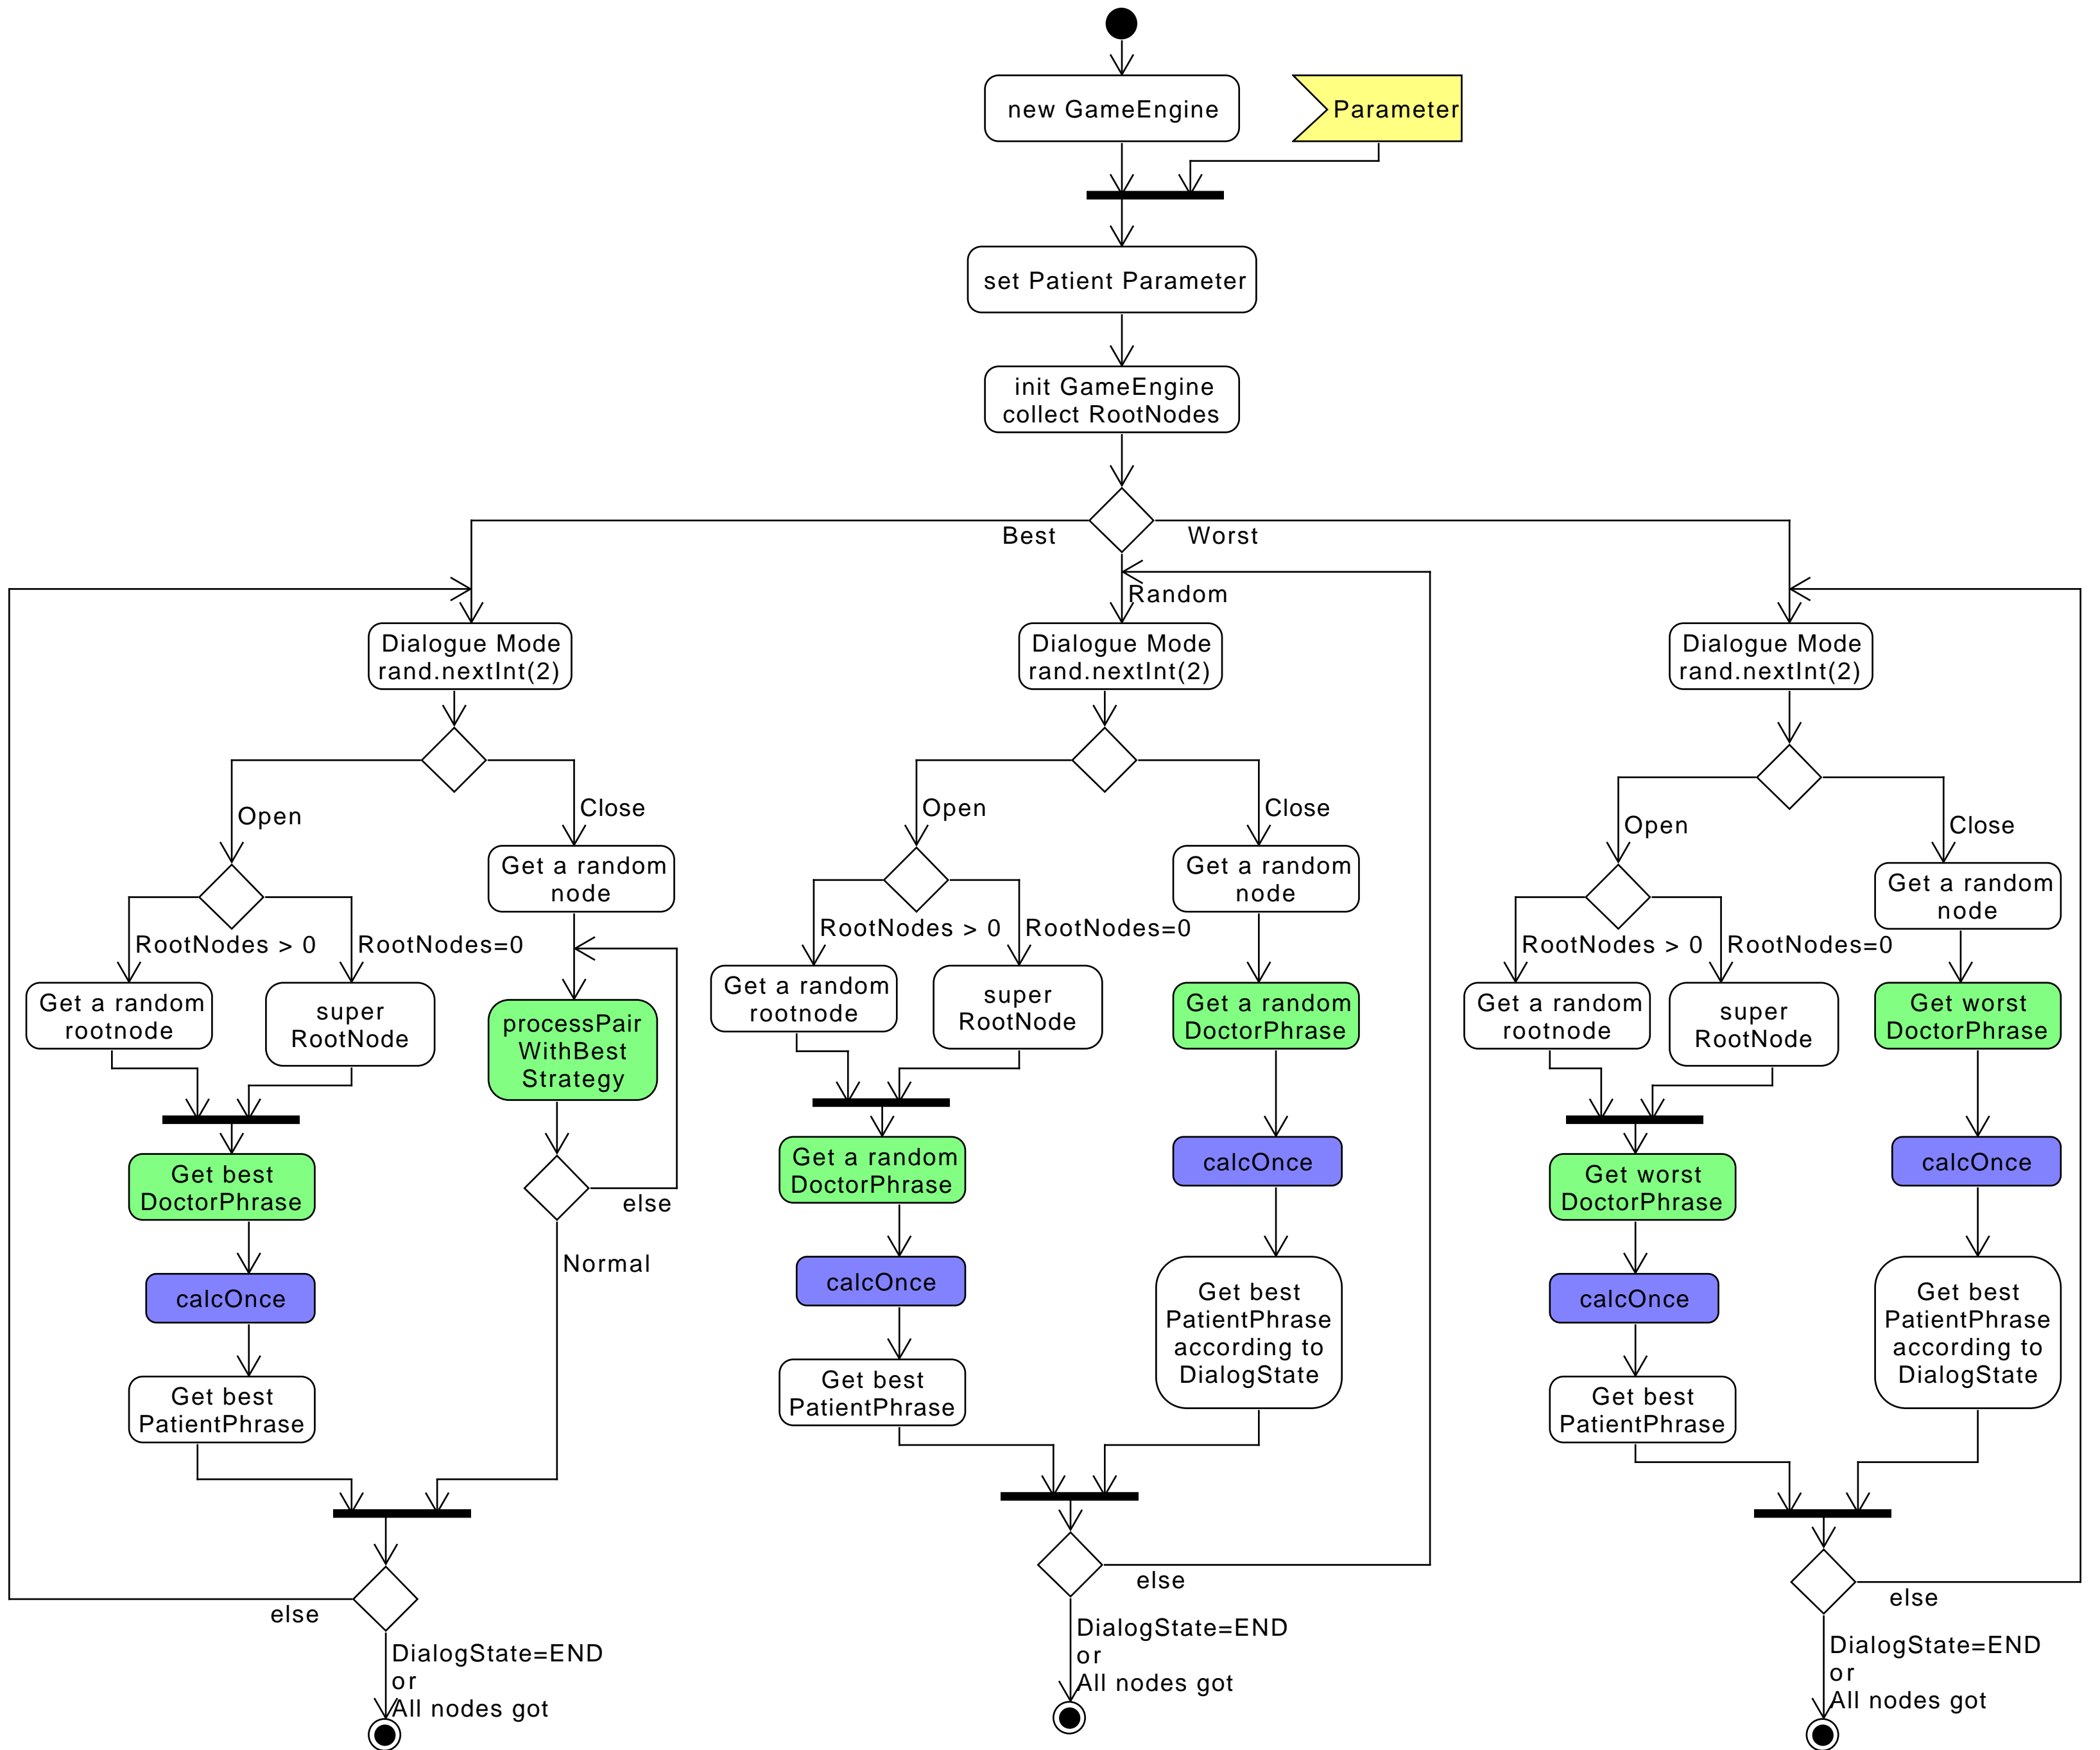 new GameEngine
Parameter
set Patient Parameter
init GameEngine
collect RootNodes
Best
Worst
Random
Dialogue Mode
rand.nextInt(2)
Open
Close
Get a random
node
RootNodes > 0
RootNodes=0
Get a random
rootnode
super
RootNode
processPair
WithBest
Strategy
Get best
DoctorPhrase
else
calcOnce
Normal
Get best
PatientPhrase
else
DialogState=END
or
All nodes got
Dialogue Mode
rand.nextInt(2)
Open
Close
Get a random
node
RootNodes > 0
RootNodes=0
Get a random
rootnode
super
RootNode
Get a random
DoctorPhrase
Get a random
DoctorPhrase
calcOnce
calcOnce
Get best
PatientPhrase
according to
DialogState
Get best
PatientPhrase
else
DialogState=END
or
All nodes got
Dialogue Mode
rand.nextInt(2)
Open
Close
Get a random
node
RootNodes > 0
RootNodes=0
Get a random
rootnode
super
RootNode
Get worst
DoctorPhrase
Get worst
DoctorPhrase
calcOnce
calcOnce
Get best
PatientPhrase
according to
DialogState
Get best
PatientPhrase
else
DialogState=END
or
All nodes got